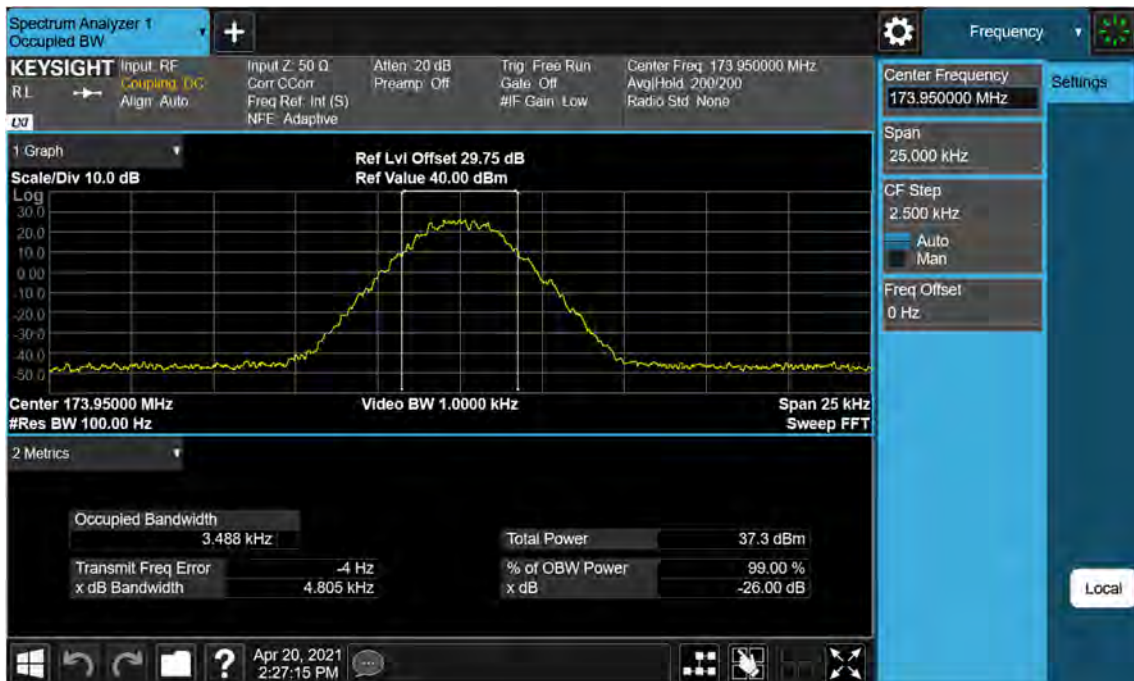 Spectrum Analyzer 1
Occupied BW
Frequency
KEYSIGHT
RL
LXI
Input: RF
Coupling: DC
Align: Auto
Input Z: 50 Ω
Corr CCorr
Freq Ref: Int (S)
NFE: Adaptive
Atten: 20 dB
Preamp: Off
Trig: Free Run
Gate: Off
#IF Gain: Low
Center Freq: 173.950000 MHz
Avg|Hold: 200/200
Radio Std: None
Center Frequency
173.950000 MHz
Settings
Span
25.000 kHz
CF Step
2.500 kHz
Auto
Man
Freq Offset
0 Hz
Local
1 Graph
Scale/Div 10.0 dB
Ref Lvl Offset 29.75 dB
Ref Value 40.00 dBm
Log
30.0
20.0
10.0
0.00
-10.0
-20.0
-30.0
-40.0
-50.0
Center 173.95000 MHz
#Res BW 100.00 Hz
Video BW 1.0000 kHz
Span 25 kHz
Sweep FFT
2 Metrics
Occupied Bandwidth
3.488 kHz
Transmit Freq Error -4 Hz
x dB Bandwidth 4.805 kHz
Total Power 37.3 dBm
% of OBW Power 99.00 %
x dB -26.00 dB
?
Apr 20, 2021
2:27:15 PM